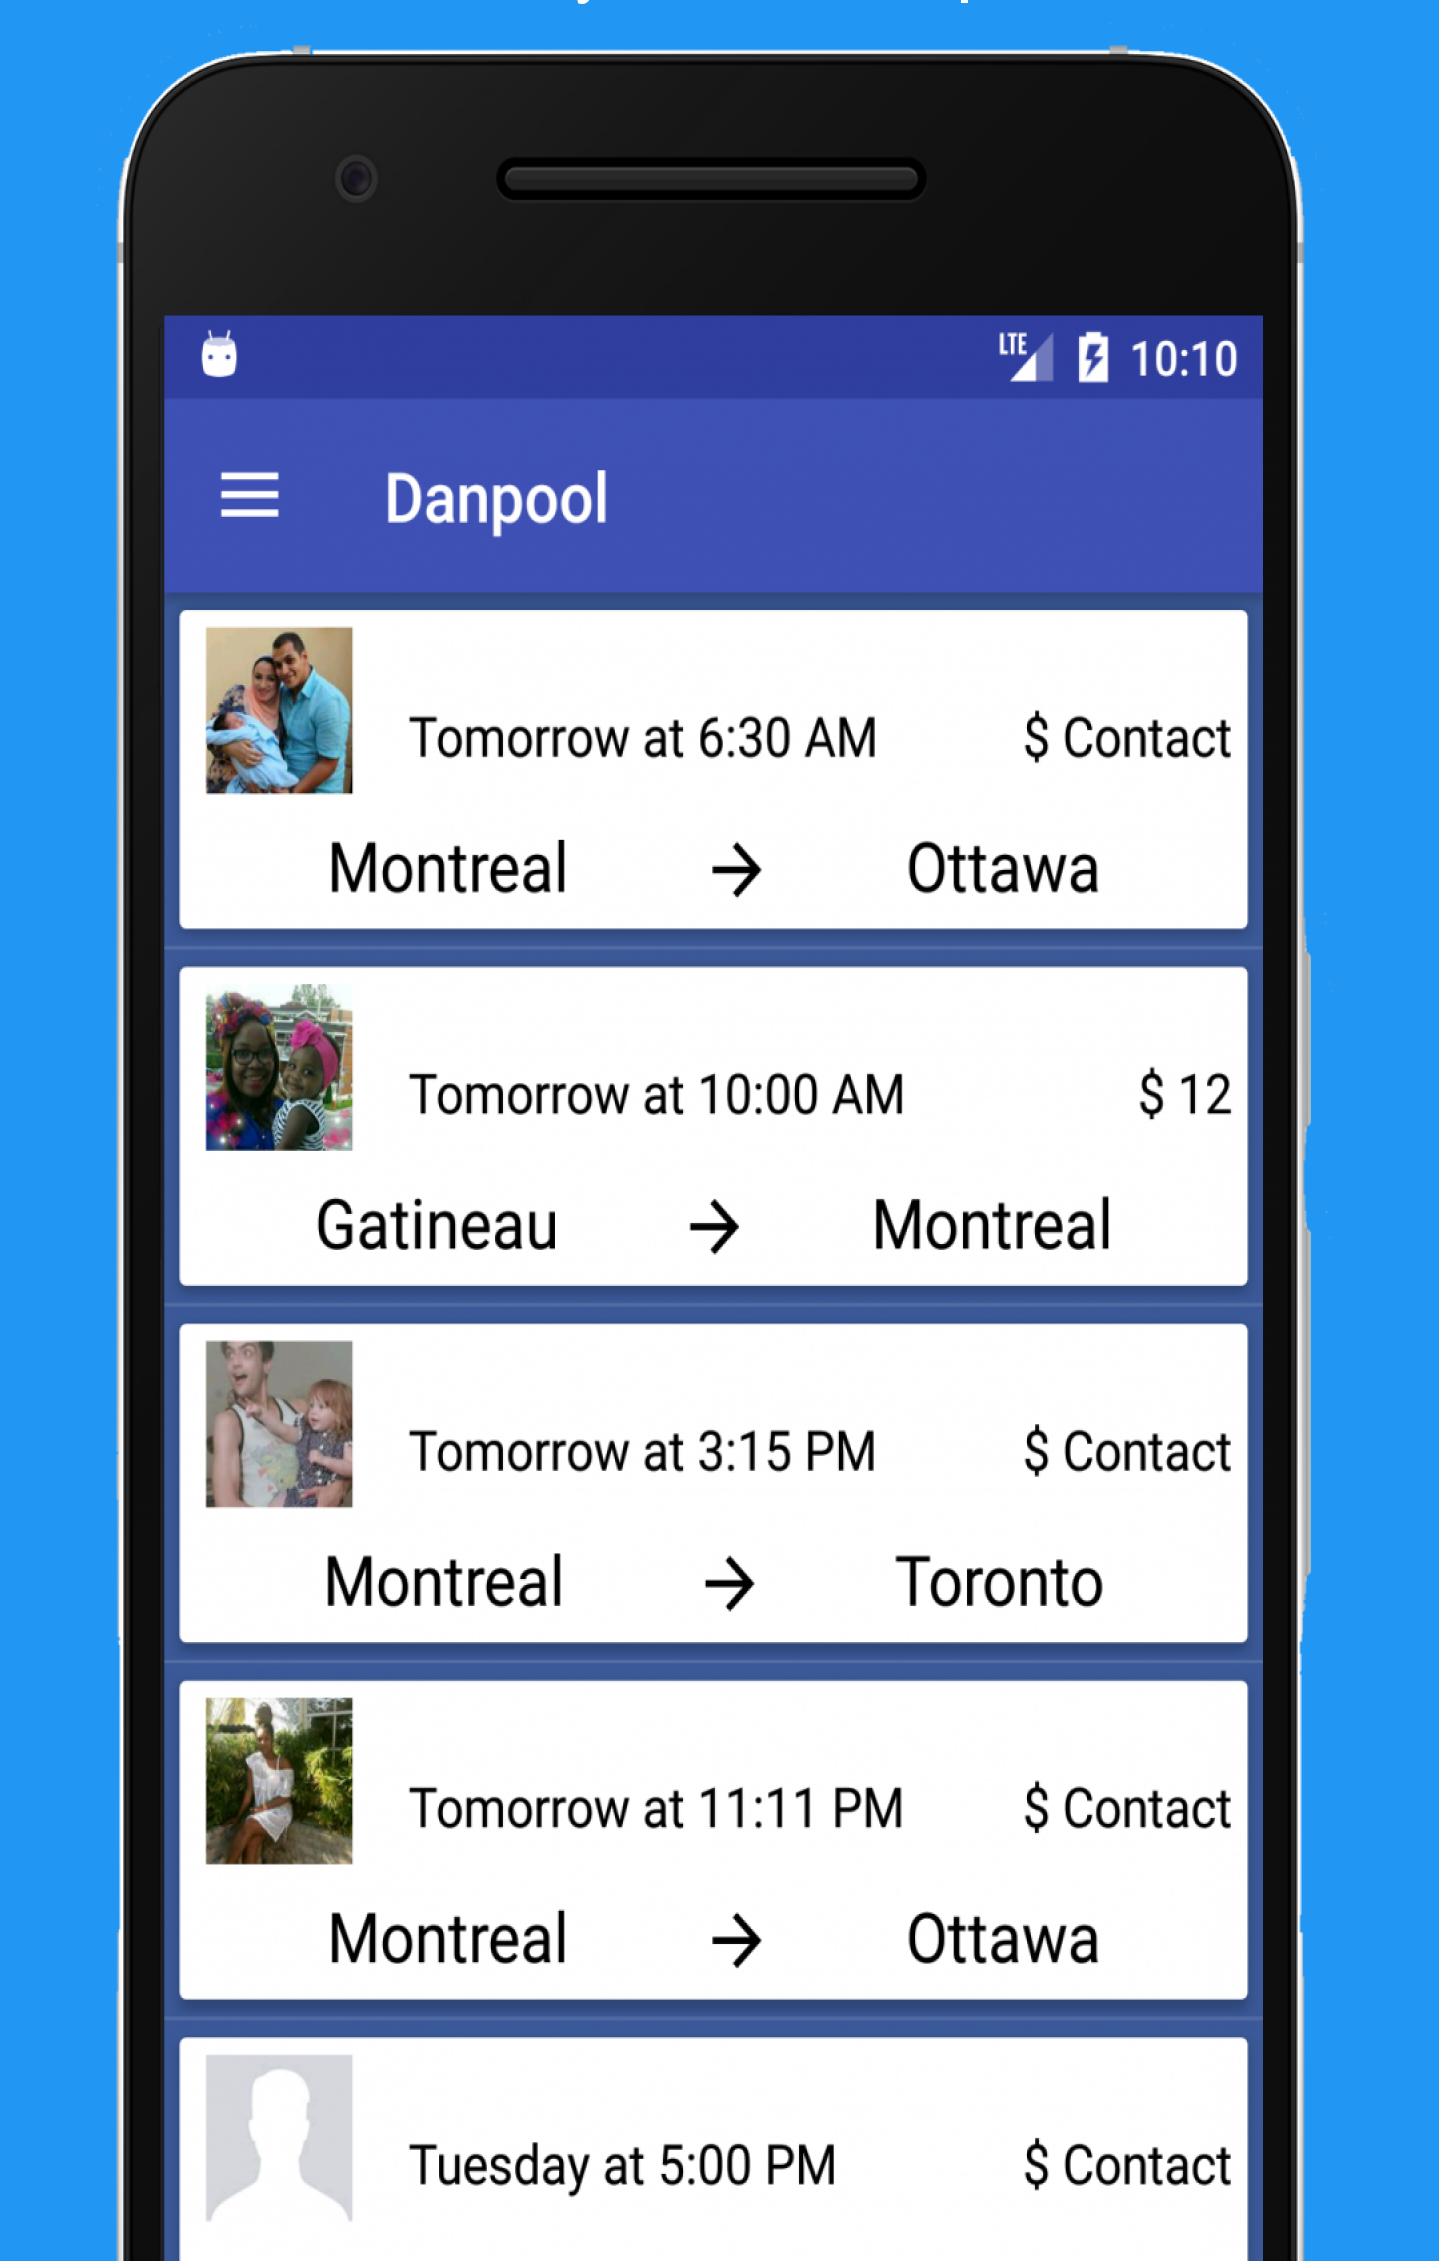 LTE 10:10
Danpool
Tomorrow at 6:30 AM $ Contact
Montreal → Ottawa
Tomorrow at 10:00 AM $ 12
Gatineau → Montreal
Tomorrow at 3:15 PM $ Contact
Montreal → Toronto
Tomorrow at 11:11 PM $ Contact
Montreal → Ottawa
Tuesday at 5:00 PM $ Contact